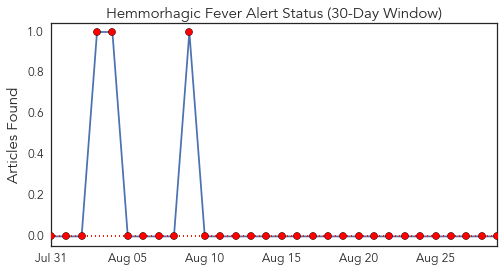 Hemmorhagic Fever Alert Status (30-Day Window)
Articles Found
1.0
0.8
0.6
0.4
0.2
0.0
Jul 31 Aug 05 Aug 10 Aug 15 Aug 20 Aug 25